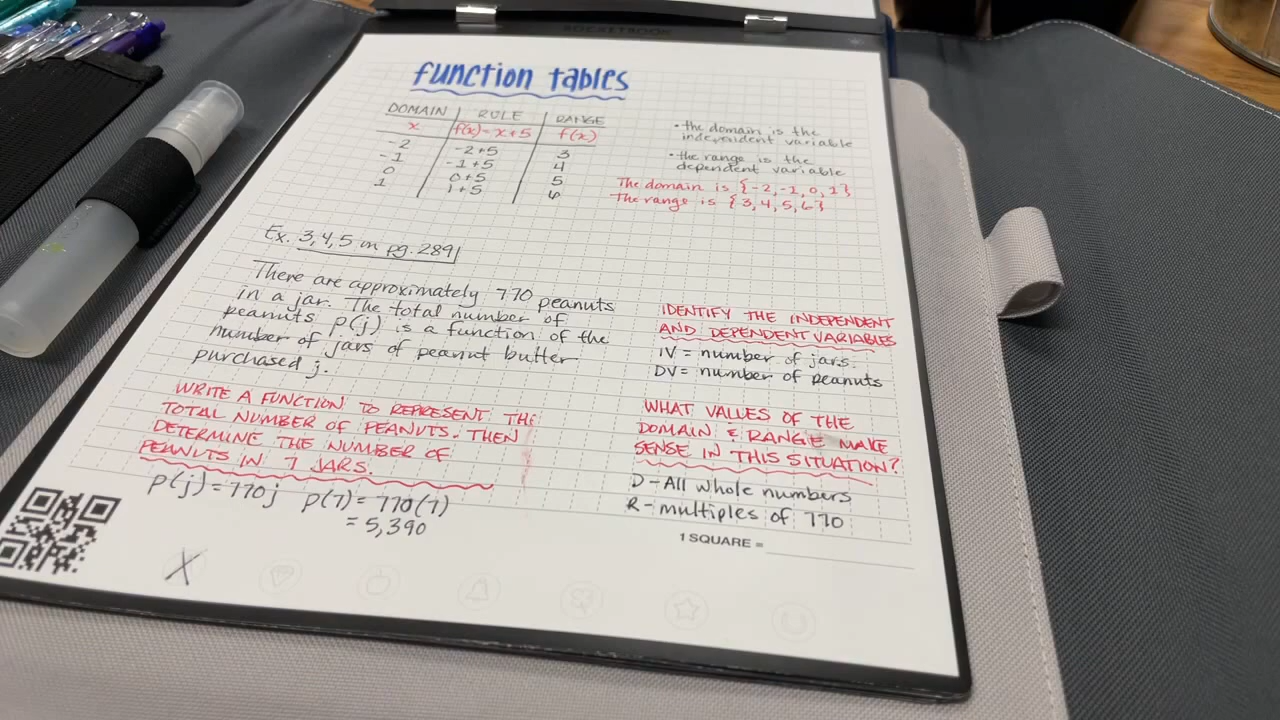 ROCKETBOOK
function tables
DOMAIN RULE RANGE
x f(x) = x+5 f(x)
-2 -2+5 3
-1 -1+5 4
0 0+5 5
1 1+5 6
• the domain is the
independent variable
• the range is the
dependent variable
The domain is {-2, -1, 0, 1}
The range is {3, 4, 5, 6}
Ex. 3, 4, 5 on pg. 289
There are approximately 770 peanuts
in a jar. The total number of
peanuts p(j) is a function of the
number of jars of peanut butter
purchased j.
IDENTIFY THE INDEPENDENT
AND DEPENDENT VARIABLES
IV = number of jars.
DV = number of peanuts
WRITE A FUNCTION TO REPRESENT THE
TOTAL NUMBER OF PEANUTS. THEN
DETERMINE THE NUMBER OF
PEANUTS IN 7 JARS.
p(j) = 770j p(7) = 770(7)
= 5,390
WHAT VALUES OF THE
DOMAIN & RANGE MAKE
SENSE IN THIS SITUATION?
D - All whole numbers
R - multiples of 770
1 SQUARE =
X